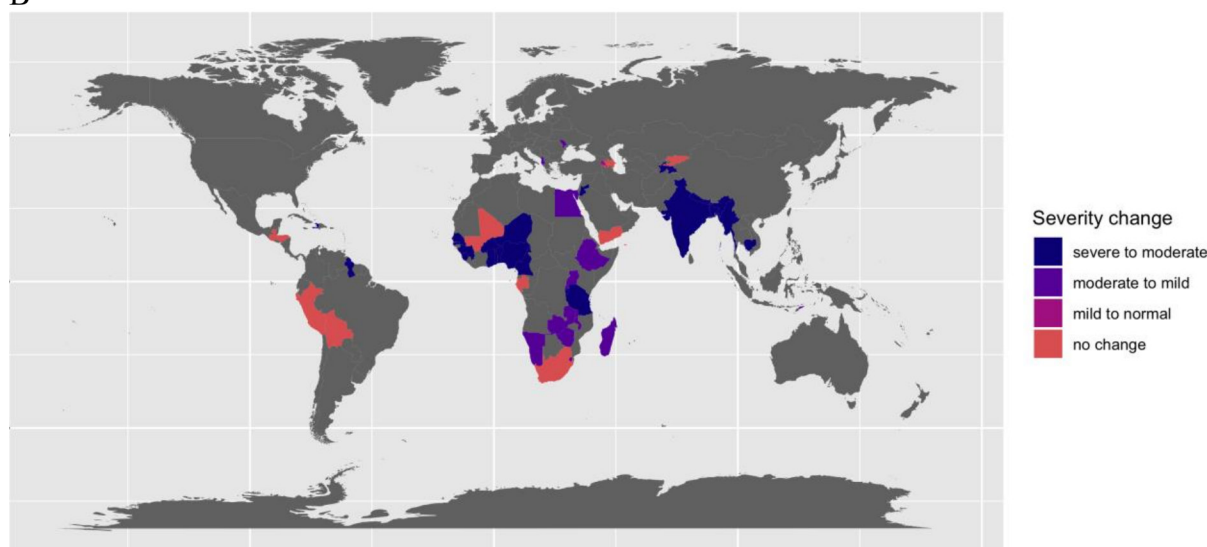 B
Severity change
severe to moderate
moderate to mild
mild to normal
no change